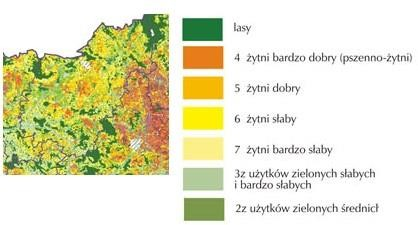 lasy
4 żytni bardzo dobry (pszenno-żytni)
5 żytni dobry
6 żytni słaby
7 żytni bardzo słaby
3z użytków zielonych słabych
i bardzo słabych
2z użytków zielonych średnich